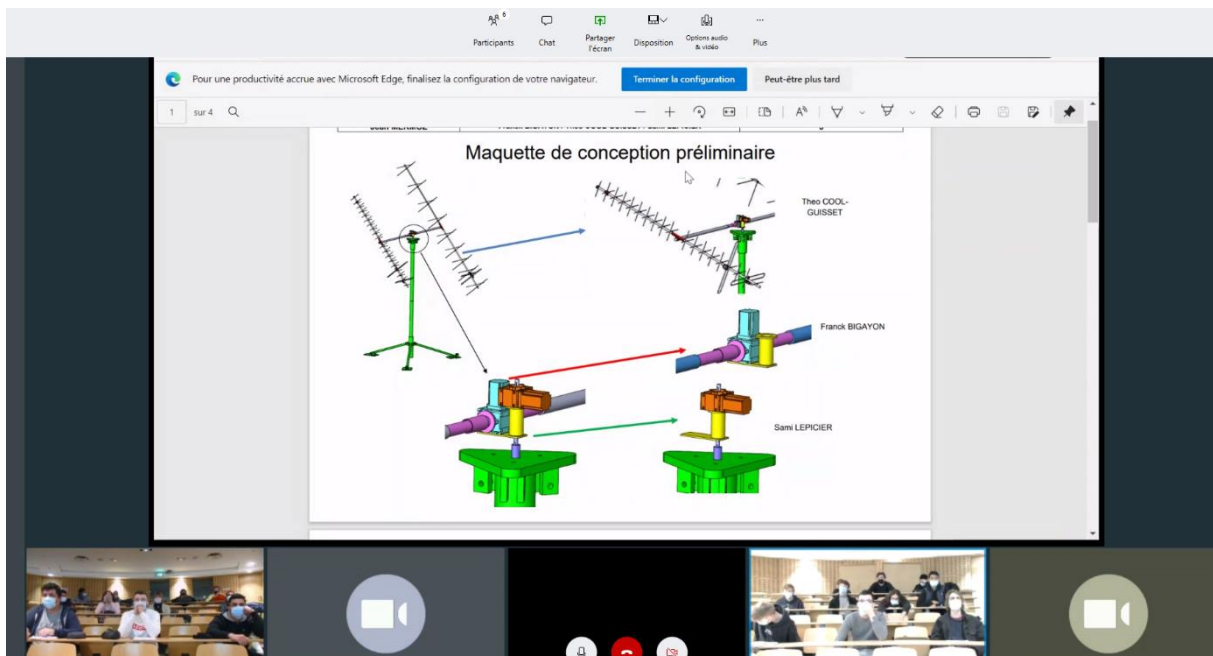 6
Participants
Chat
Partager
l'écran
Disposition
Options audio
& vidéo
Plus
Pour une productivité accrue avec Microsoft Edge, finalisez la configuration de votre navigateur.
Terminer la configuration
Peut-être plus tard
1 sur 4
Maquette de conception préliminaire
Theo COOL-
GUISSET
Franck BIGAYON
Sami LEPICIER